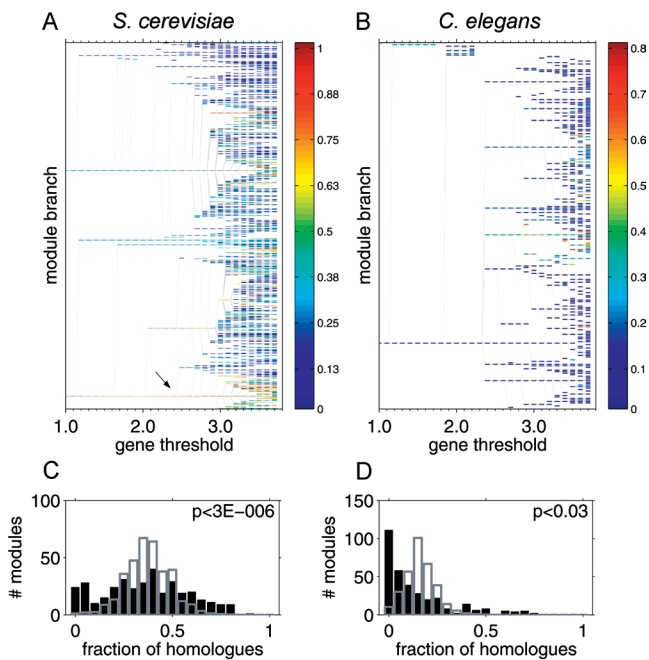 S. cerevisiae
C. elegans
A
B
1
0.88
0.75
0.63
0.5
0.38
0.25
0.13
0
0.8
0.7
0.6
0.5
0.4
0.3
0.2
0.1
0
module branch
module branch
1.0 2.0 3.0
1.0 2.0 3.0
gene threshold
gene threshold
C
D
100
50
0
150
100
50
0
# modules
# modules
p<3E-006
p<0.03
0 0.5 1
0 0.5 1
fraction of homologues
fraction of homologues